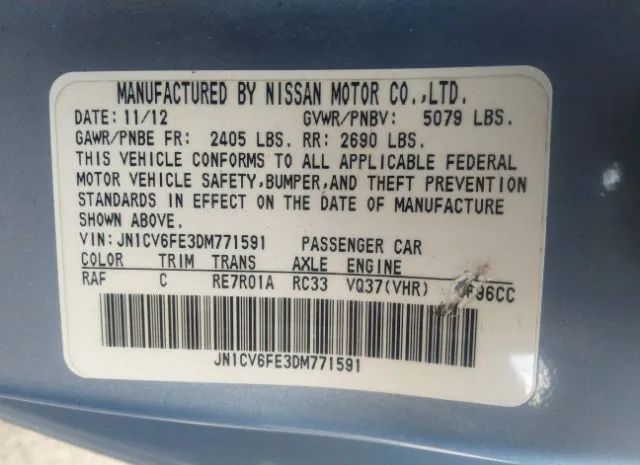 MANUFACTURED BY NISSAN MOTOR CO.,LTD.
DATE: 11/12 GVWR/PNBV: 5079 LBS.
GAWR/PNBE FR: 2405 LBS. RR: 2690 LBS.
THIS VEHICLE CONFORMS TO ALL APPLICABLE FEDERAL
MOTOR VEHICLE SAFETY,BUMPER,AND THEFT PREVENTION
STANDARDS IN EFFECT ON THE DATE OF MANUFACTURE
SHOWN ABOVE.
VIN:JN1CV6FE3DM771591 PASSENGER CAR
COLOR TRIM TRANS AXLE ENGINE
RAF C RE7R01A RC33 VQ37(VHR)
JN1CV6FE3DM771591